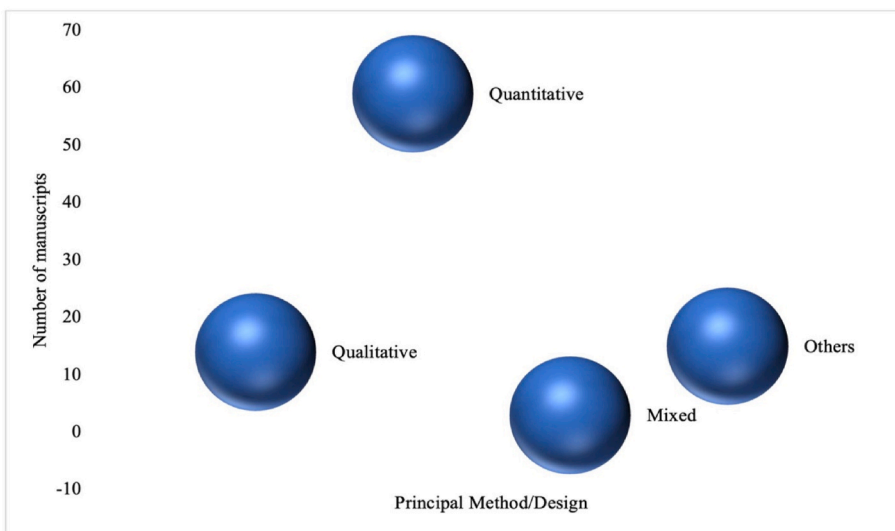 70
60
Quantitative
50
40
Number of manuscripts
30
20
Qualitative
Others
10
Mixed
0
-10
Principal Method/Design